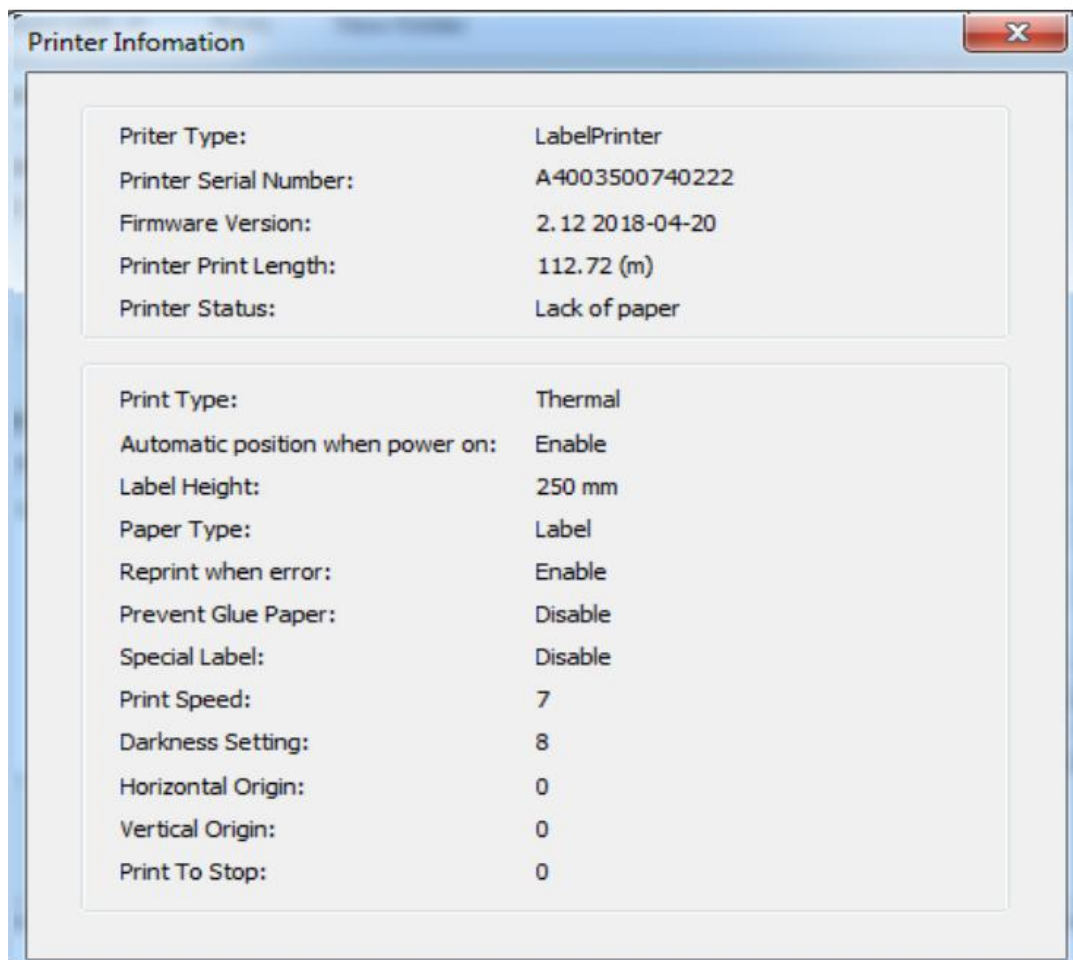 Printer Infomation
Priter Type: LabelPrinter
Printer Serial Number: A4003500740222
Firmware Version: 2.12 2018-04-20
Printer Print Length: 112.72 (m)
Printer Status: Lack of paper
Print Type: Thermal
Automatic position when power on: Enable
Label Height: 250 mm
Paper Type: Label
Reprint when error: Enable
Prevent Glue Paper: Disable
Special Label: Disable
Print Speed: 7
Darkness Setting: 8
Horizontal Origin: 0
Vertical Origin: 0
Print To Stop: 0